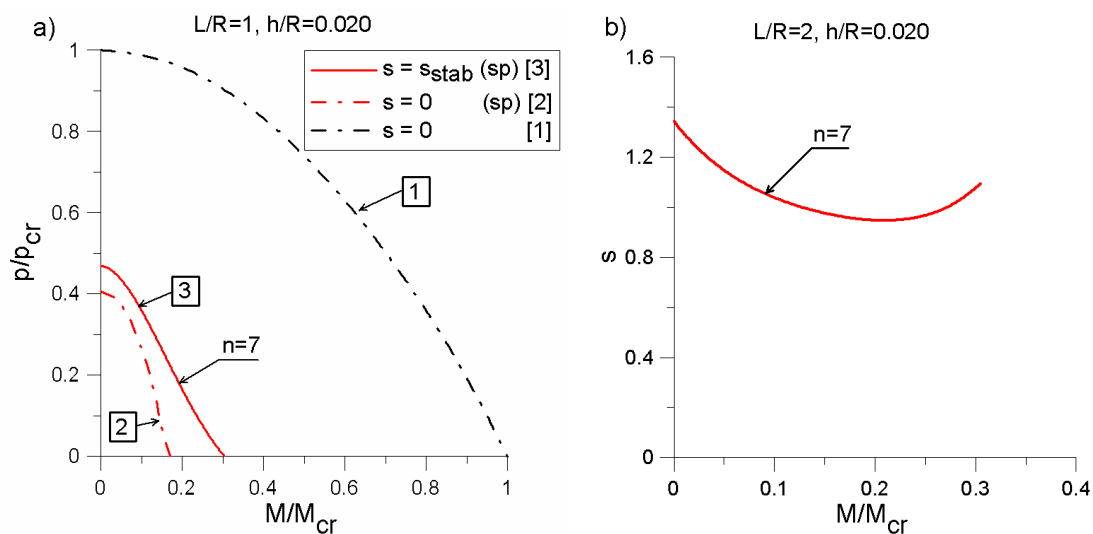 a)
L/R=1, h/R=0.020
s = s_stab (sp) [3]
s = 0 (sp) [2]
s = 0 [1]
1
0.8
0.6
0.4
0.2
0
p/p_cr
1
3
n=7
2
0 0.2 0.4 0.6 0.8 1
M/M_cr
b)
L/R=2, h/R=0.020
1.6
1.2
0.8
0.4
0
s
n=7
0 0.1 0.2 0.3 0.4
M/M_cr